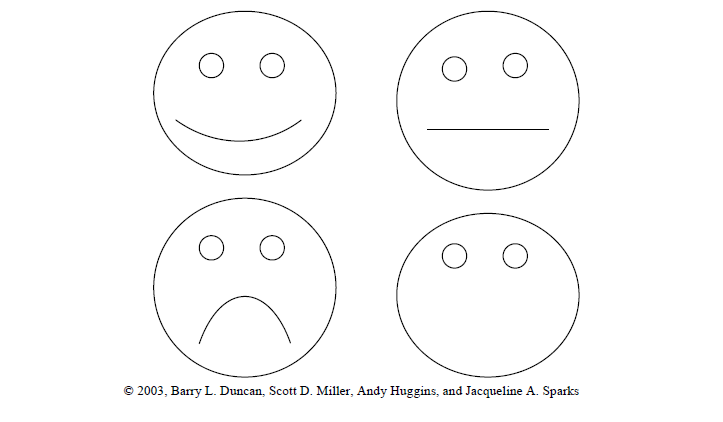 © 2003, Barry L. Duncan, Scott D. Miller, Andy Huggins, and Jacqueline A. Sparks